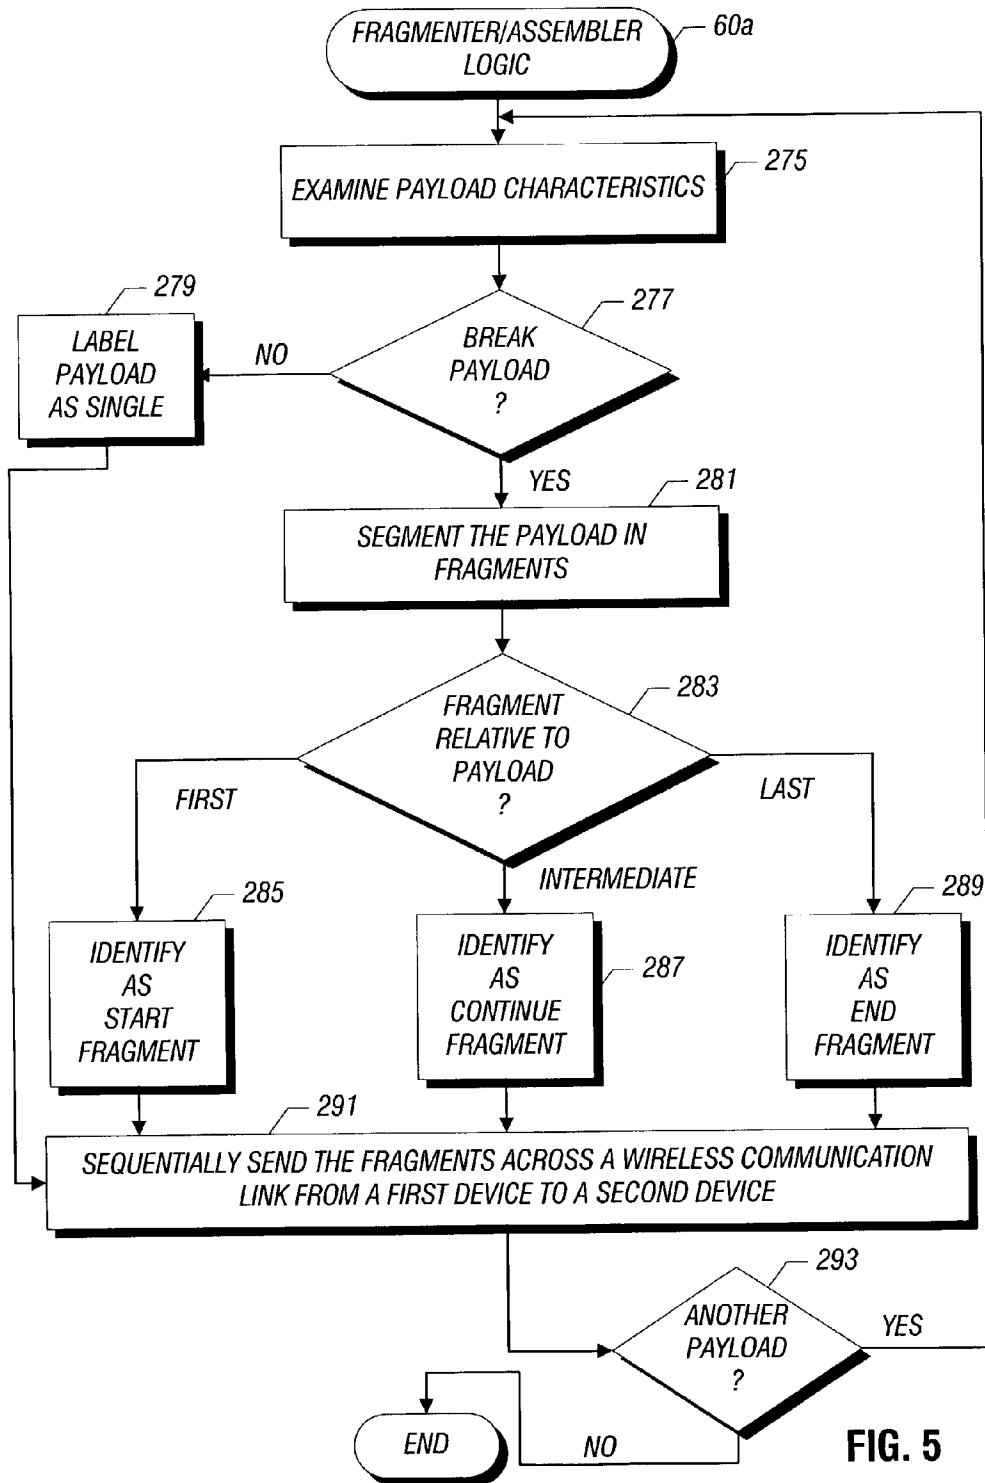 FRAGMENTER/ASSEMBLER
LOGIC
60a
EXAMINE PAYLOAD CHARACTERISTICS
275
279
277
LABEL
PAYLOAD
AS SINGLE
NO
BREAK
PAYLOAD
?
YES
281
SEGMENT THE PAYLOAD IN
FRAGMENTS
283
FRAGMENT
RELATIVE TO
PAYLOAD
?
FIRST
LAST
INTERMEDIATE
285
289
IDENTIFY
AS
START
FRAGMENT
IDENTIFY
AS
CONTINUE
FRAGMENT
287
IDENTIFY
AS
END
FRAGMENT
291
SEQUENTIALLY SEND THE FRAGMENTS ACROSS A WIRELESS COMMUNICATION
LINK FROM A FIRST DEVICE TO A SECOND DEVICE
293
ANOTHER
PAYLOAD
?
YES
NO
END
FIG. 5